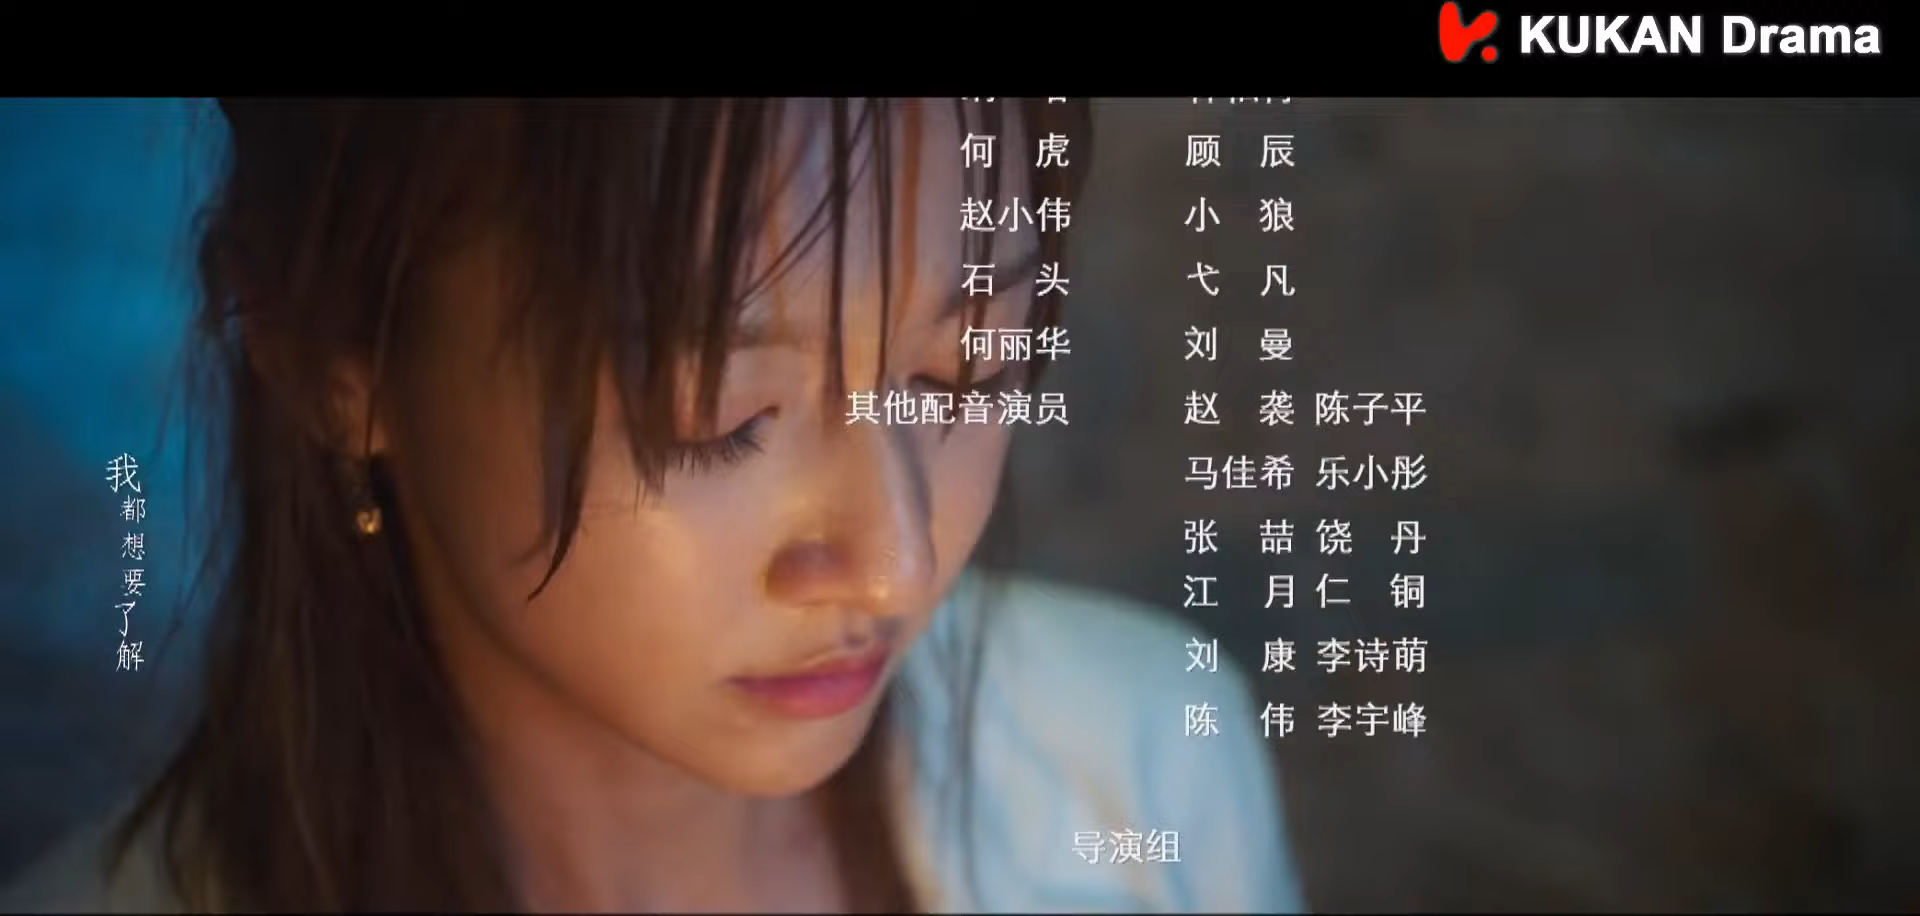 KUKAN Drama
何 虎 顾 辰
赵小伟 小 狼
石 头 弋 凡
何丽华 刘 曼
其他配音演员 赵 袭 陈子平
马佳希 乐小彤
张 喆 饶 丹
江 月 仁 铜
刘 康 李诗萌
陈 伟 李宇峰
导演组
我都想要了解